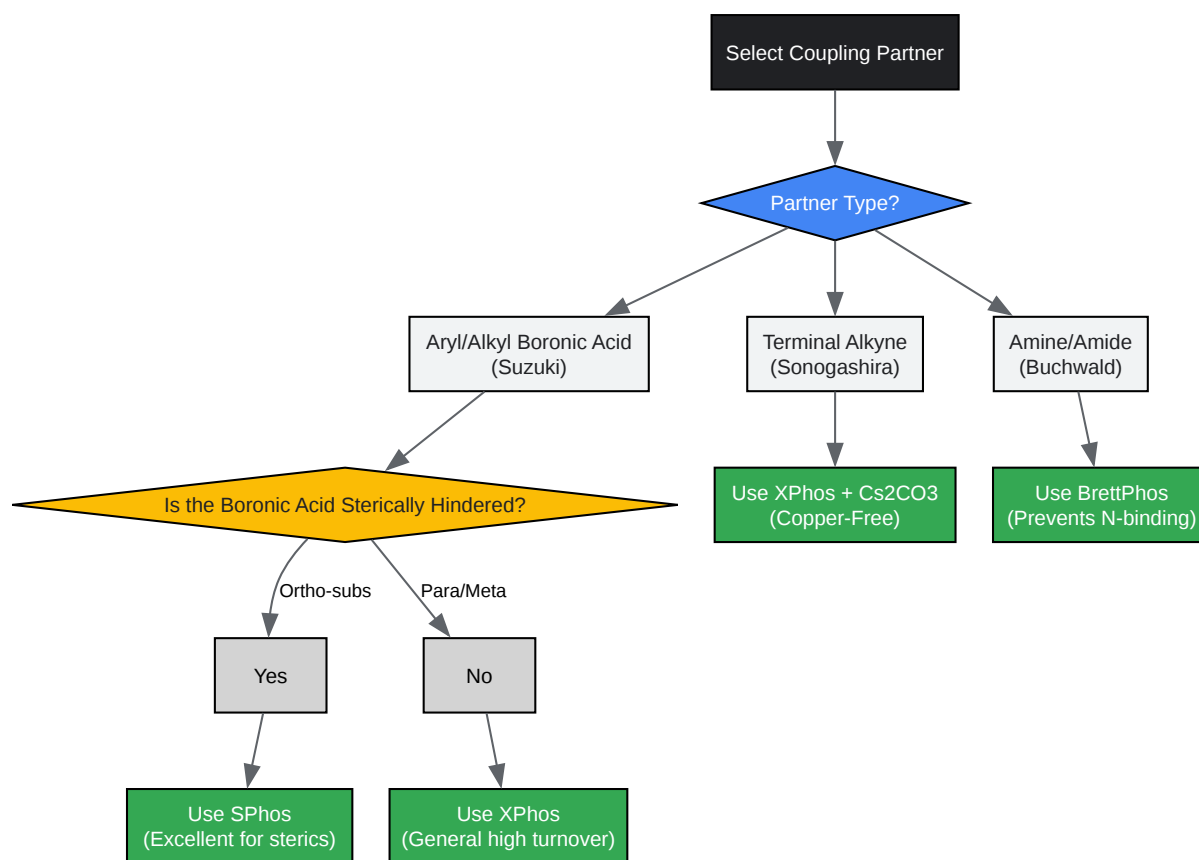 Select Coupling Partner
Partner Type?
Aryl/Alkyl Boronic Acid
(Suzuki)
Terminal Alkyne
(Sonogashira)
Amine/Amide
(Buchwald)
Is the Boronic Acid Sterically Hindered?
Use XPhos + Cs2CO3
(Copper-Free)
Use BrettPhos
(Prevents N-binding)
Ortho-subs
Para/Meta
Yes
No
Use SPhos
(Excellent for sterics)
Use XPhos
(General high turnover)